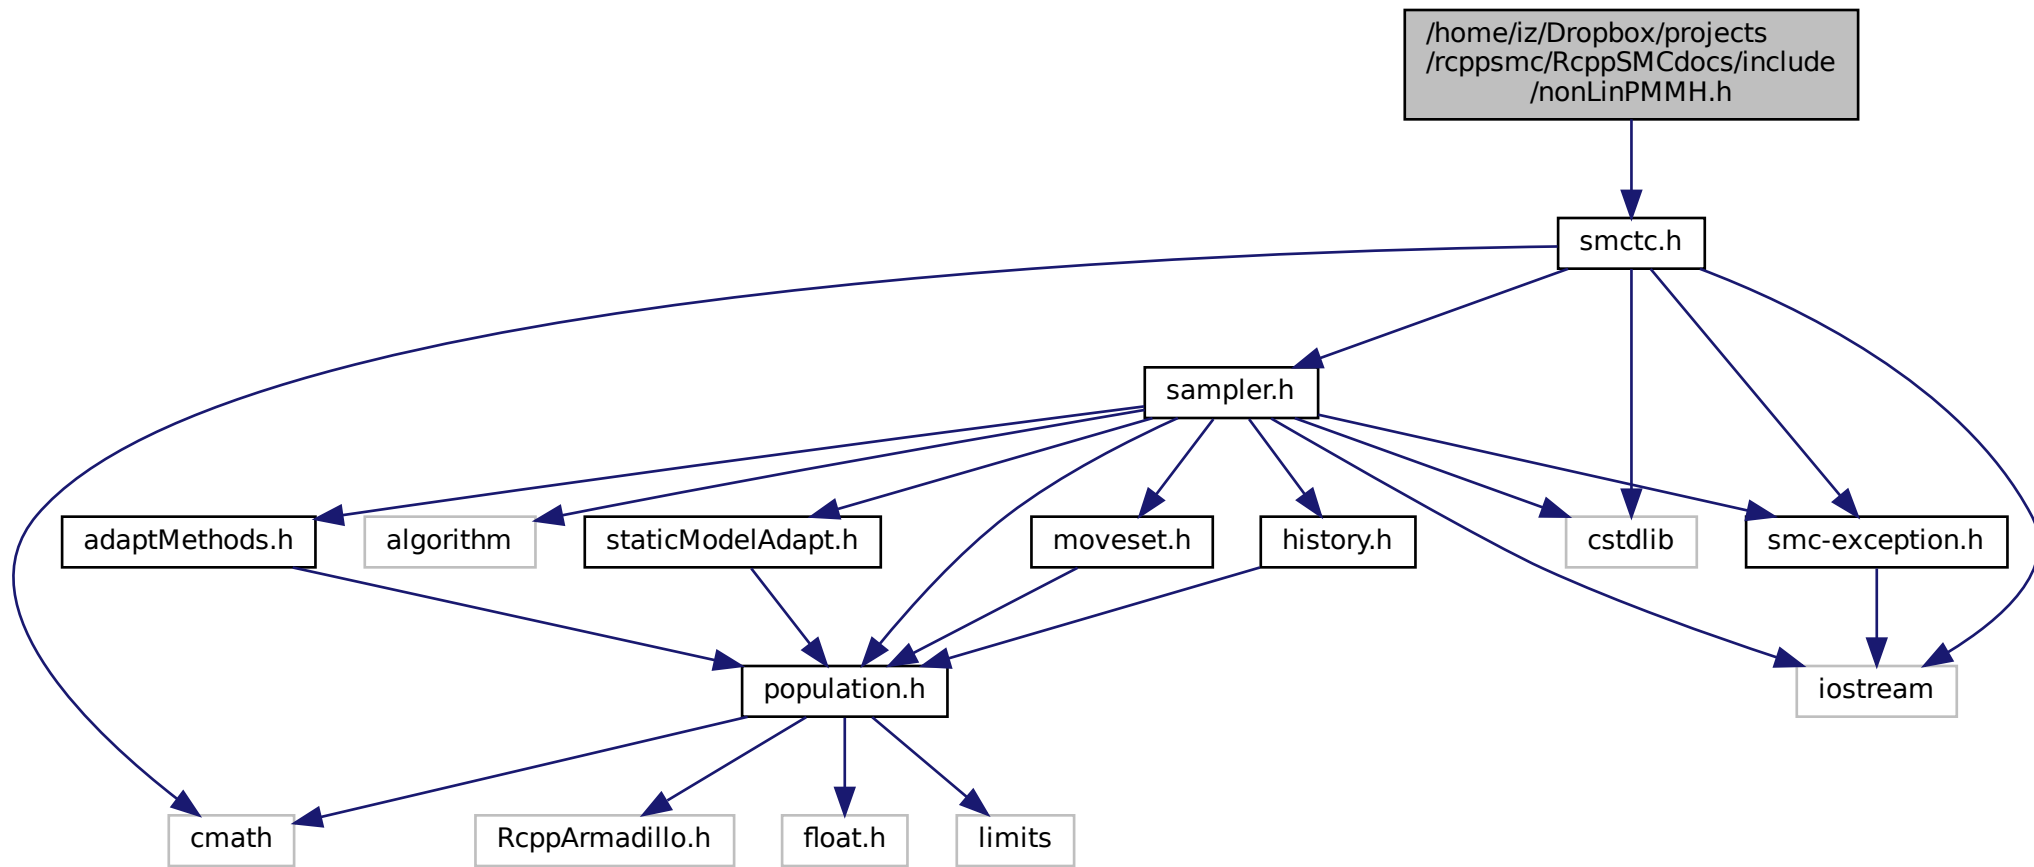 /home/iz/Dropbox/projects
/rcppsmc/RcppSMCdocs/include
/nonLinPMMH.h
smctc.h
sampler.h
adaptMethods.h
algorithm
staticModelAdapt.h
moveset.h
history.h
cstdlib
smc-exception.h
population.h
iostream
cmath
RcppArmadillo.h
float.h
limits